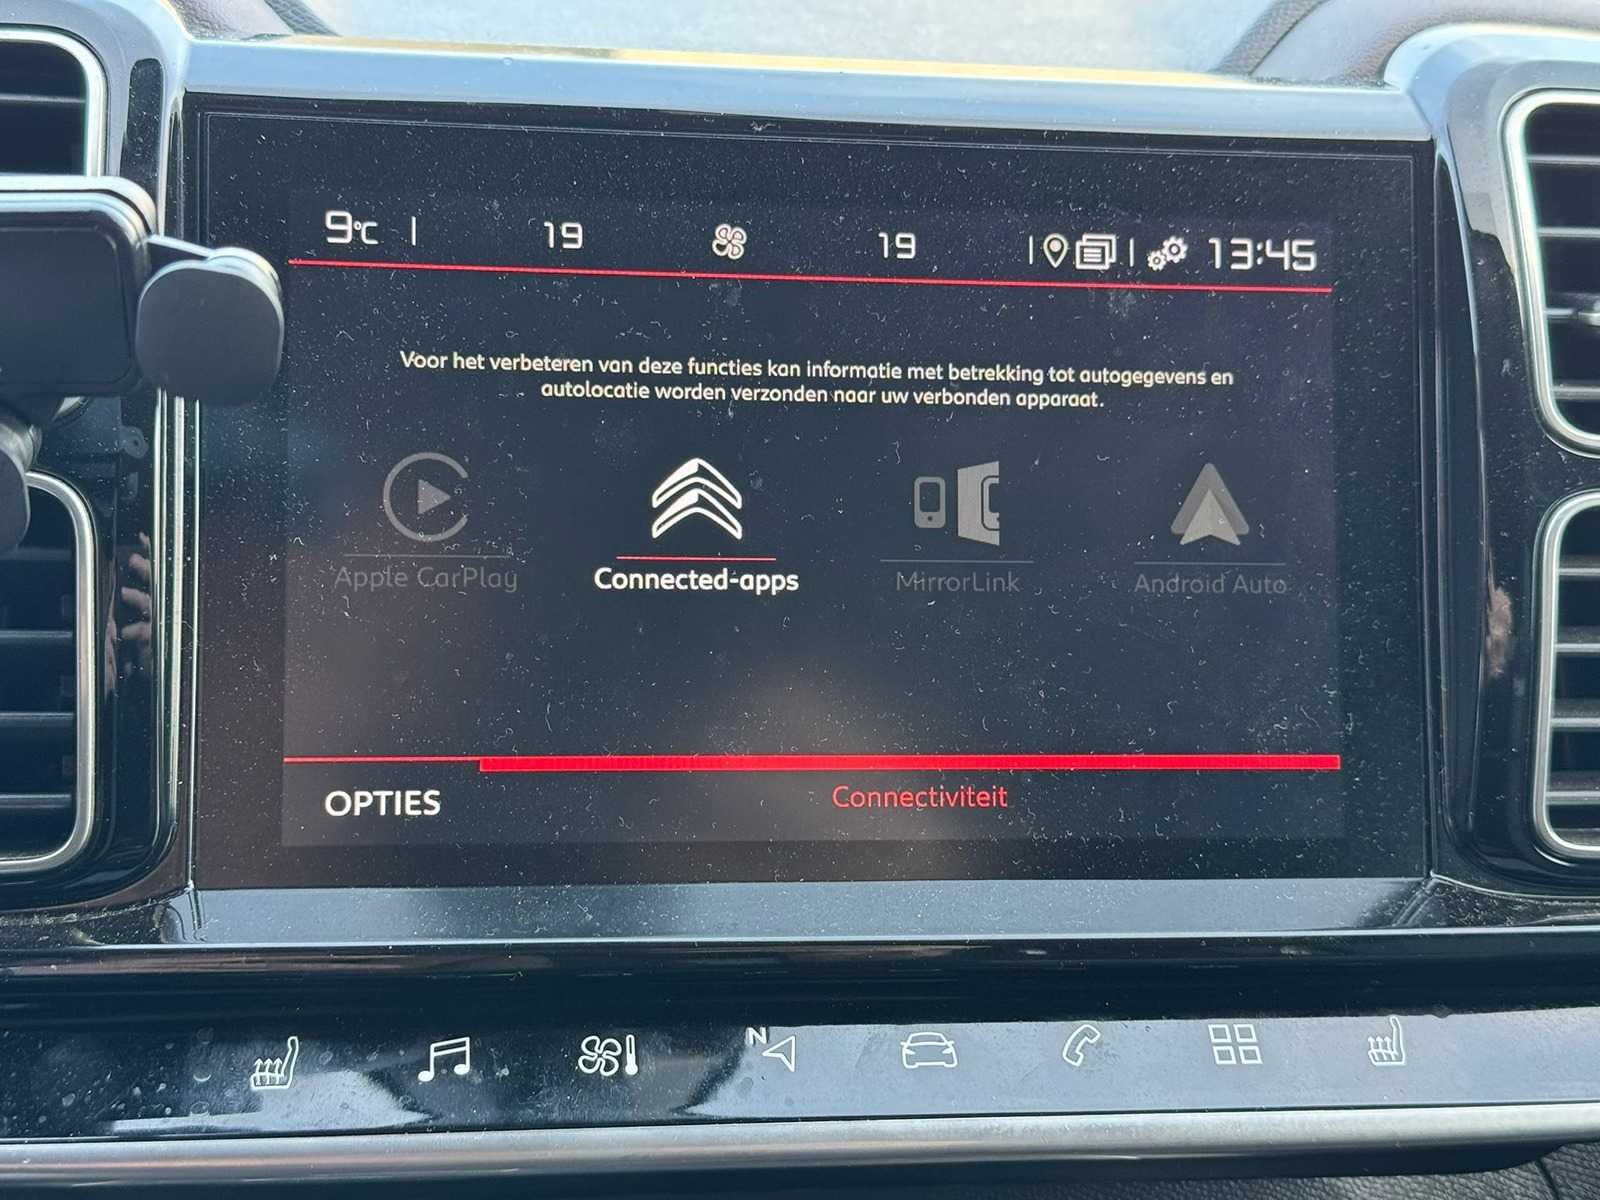 9°C 19 19 13:45
Voor het verbeteren van deze functies kan informatie met betrekking tot autogegevens en
autolocatie worden verzonden naar uw verbonden apparaat.
Apple CarPlay Connected-apps MirrorLink Android Auto
OPTIES Connectiviteit
N